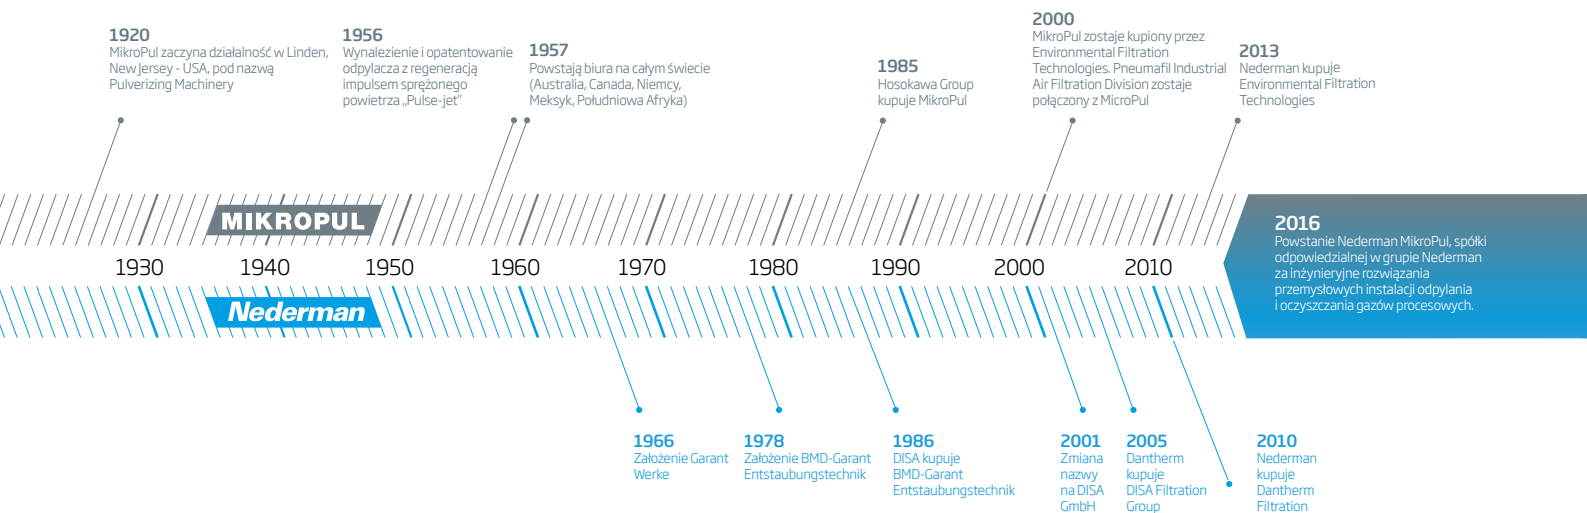 1920
MikroPul zaczyna działalność w Linden,
New Jersey - USA, pod nazwą
Pulverizing Machinery
1956
Wynalezienie i opatentowanie
odpylacza z regeneracją
impulsem sprężonego
powietrza „Pulse-jet”
1957
Powstają biura na całym świecie
(Australia, Canada, Niemcy,
Meksyk, Południowa Afryka)
1985
Hosokawa Group
kupuje MikroPul
2000
MikroPul zostaje kupiony przez
Environmental Filtration
Technologies. Pneumafil Industrial
Air Filtration Division zostaje
połączony z MicroPul
2013
Nederman kupuje
Environmental Filtration
Technologies
MIKROPUL
1930 1940 1950 1960 1970 1980 1990 2000 2010
Nederman
2016
Powstanie Nederman MikroPul, spółki
odpowiedzialnej w grupie Nederman
za inżynieryjne rozwiązania
przemysłowych instalacji odpylania
i oczyszczania gazów procesowych.
1966
Założenie Garant
Werke
1978
Założenie BMD-Garant
Entstaubungstechnik
1986
DISA kupuje
BMD-Garant
Entstaubungstechnik
2001
Zmiana
nazwy
na DISA
GmbH
2005
Dantherm
kupuje
DISA Filtration
Group
2010
Nederman
kupuje
Dantherm
Filtration